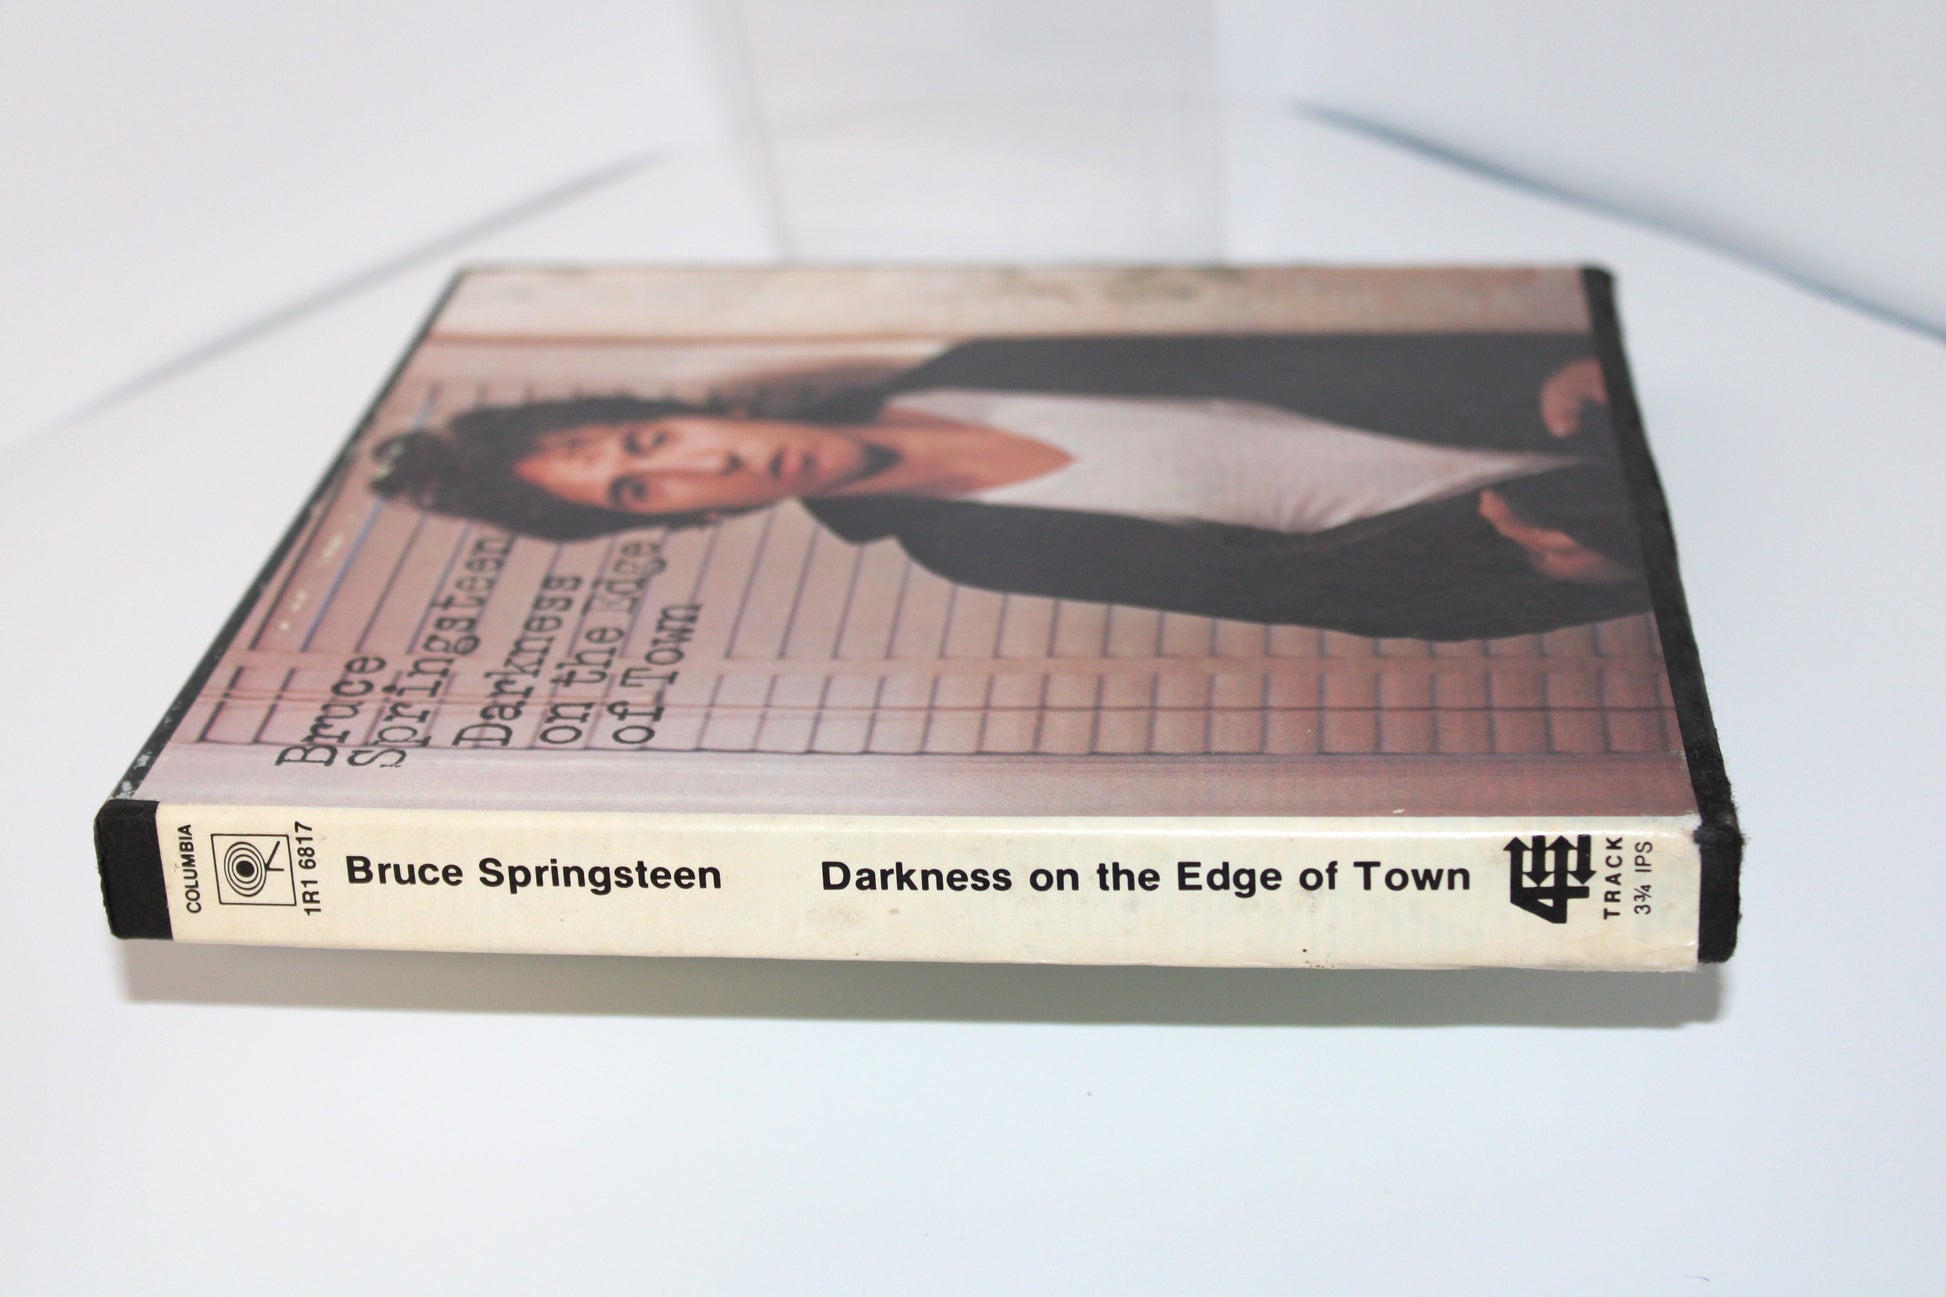 Bruce
Springsteen
Darkness
on the Edge
of Town
COLUMBIA
1R1 6817
Bruce Springsteen
Darkness on the Edge of Town
4
TRACK
3¾ IPS